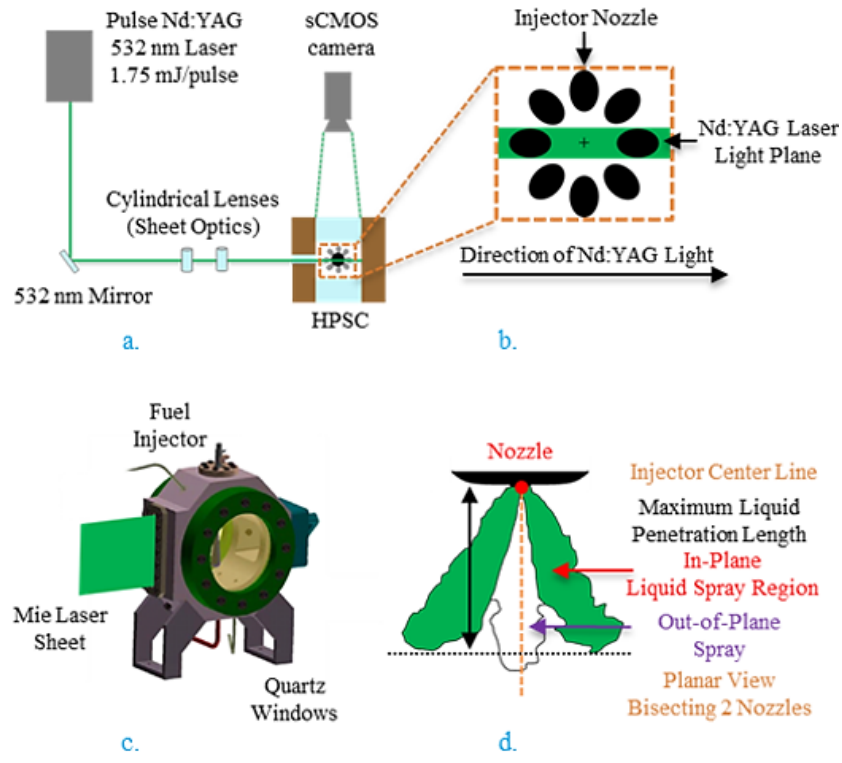 Pulse Nd:YAG
532 nm Laser
1.75 mJ/pulse
sCMOS
camera
Cylindrical Lenses
(Sheet Optics)
532 nm Mirror
HPSC
a.
Injector Nozzle
Nd:YAG Laser
Light Plane
Direction of Nd:YAG Light
b.
Fuel
Injector
Mie Laser
Sheet
Quartz
Windows
c.
Nozzle
Injector Center Line
Maximum Liquid
Penetration Length
In-Plane
Liquid Spray Region
Out-of-Plane
Spray
Planar View
Bisecting 2 Nozzles
d.